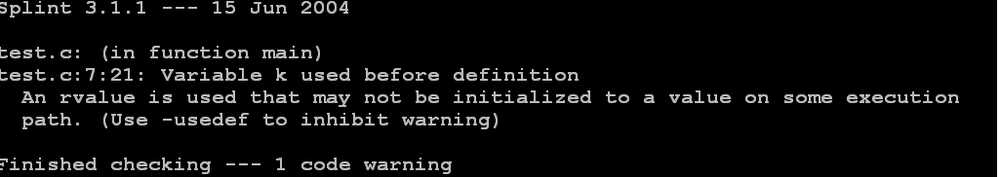 Splint 3.1.1 --- 15 Jun 2004
test.c: (in function main)
test.c:7:21: Variable k used before definition
An rvalue is used that may not be initialized to a value on some execution
path. (Use -usedef to inhibit warning)
Finished checking --- 1 code warning